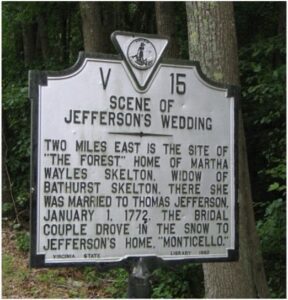 V 15
SCENE OF
JEFFERSON'S WEDDING
TWO MILES EAST IS THE SITE OF
"THE FOREST" HOME OF MARTHA
WAYLES SKELTON, WIDOW OF
BATHURST SKELTON. THERE SHE
WAS MARRIED TO THOMAS JEFFERSON,
JANUARY 1, 1772. THE BRIDAL
COUPLE DROVE IN THE SNOW TO
JEFFERSON'S HOME, "MONTICELLO."
VIRGINIA STATE LIBRARY